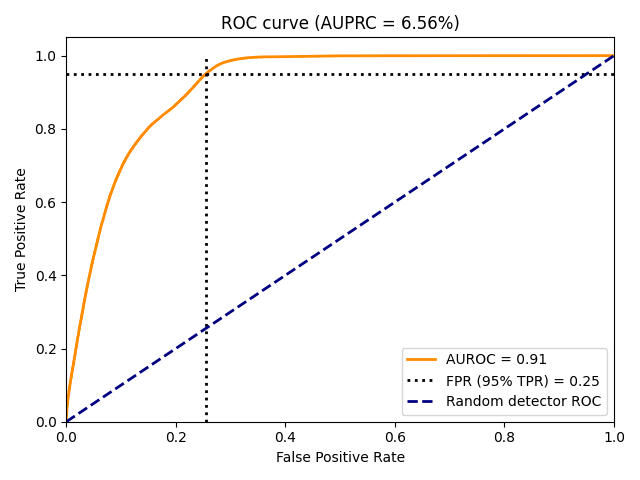 ROC curve (AUPRC = 6.56%)
True Positive Rate
1.0
0.8
0.6
0.4
0.2
0.0
0.0 0.2 0.4 0.6 0.8 1.0
False Positive Rate
AUROC = 0.91
FPR (95% TPR) = 0.25
Random detector ROC